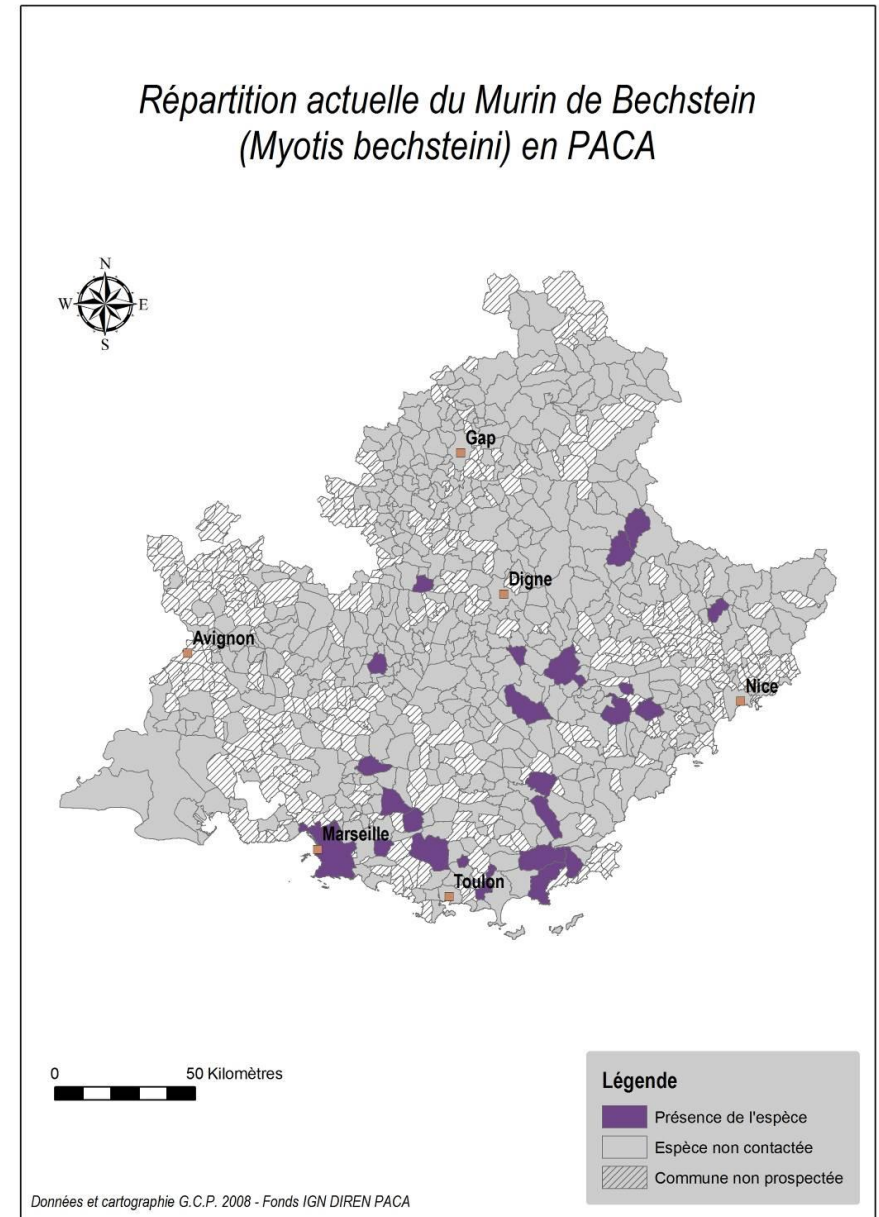 Répartition actuelle du Murin de Bechstein
(Myotis bechsteini) en PACA
N
W E
S
Gap
Digne
Avignon
Nice
Marseille
Toulon
0 50 Kilomètres
Légende
Présence de l'espèce
Espèce non contactée
Commune non prospectée
Données et cartographie G.C.P. 2008 - Fonds IGN DIREN PACA